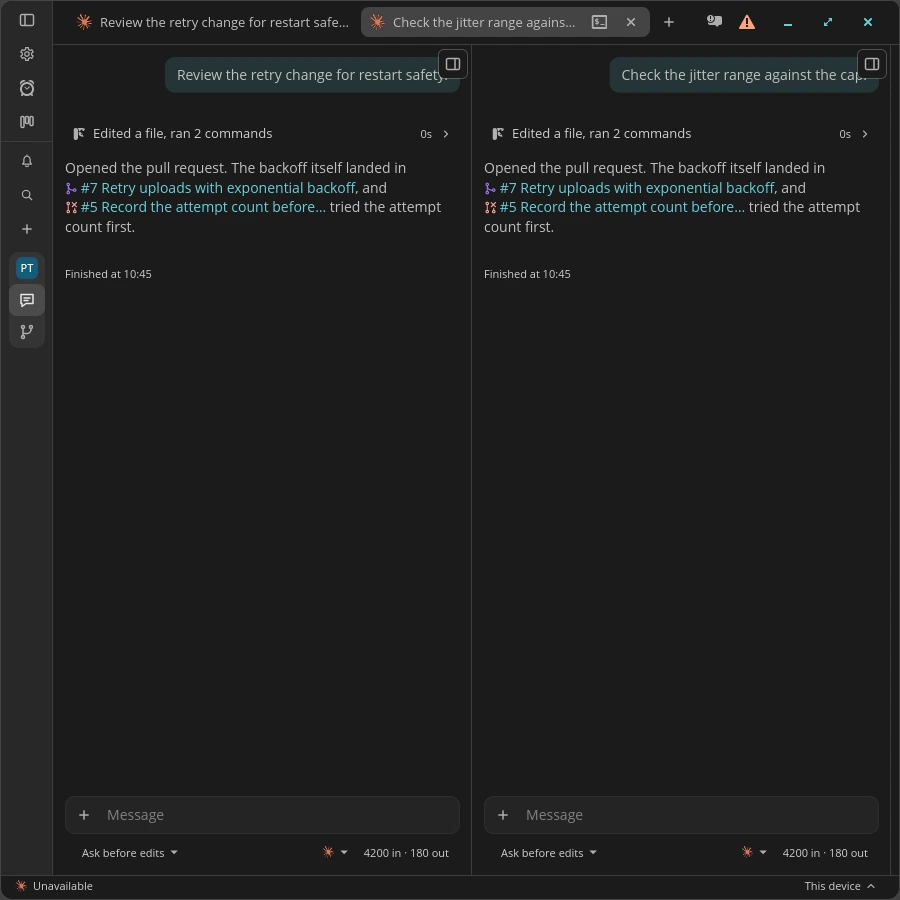 Review the retry change for restart safe...
Check the jitter range agains...
PT
Review the retry change for restart safety.
Edited a file, ran 2 commands 0s
Opened the pull request. The backoff itself landed in
#7 Retry uploads with exponential backoff, and
#5 Record the attempt count before... tried the attempt
count first.
Finished at 10:45
Message
Ask before edits
4200 in · 180 out
Check the jitter range against the cap.
Edited a file, ran 2 commands 0s
Opened the pull request. The backoff itself landed in
#7 Retry uploads with exponential backoff, and
#5 Record the attempt count before... tried the attempt
count first.
Finished at 10:45
Message
Ask before edits
4200 in · 180 out
Unavailable
This device